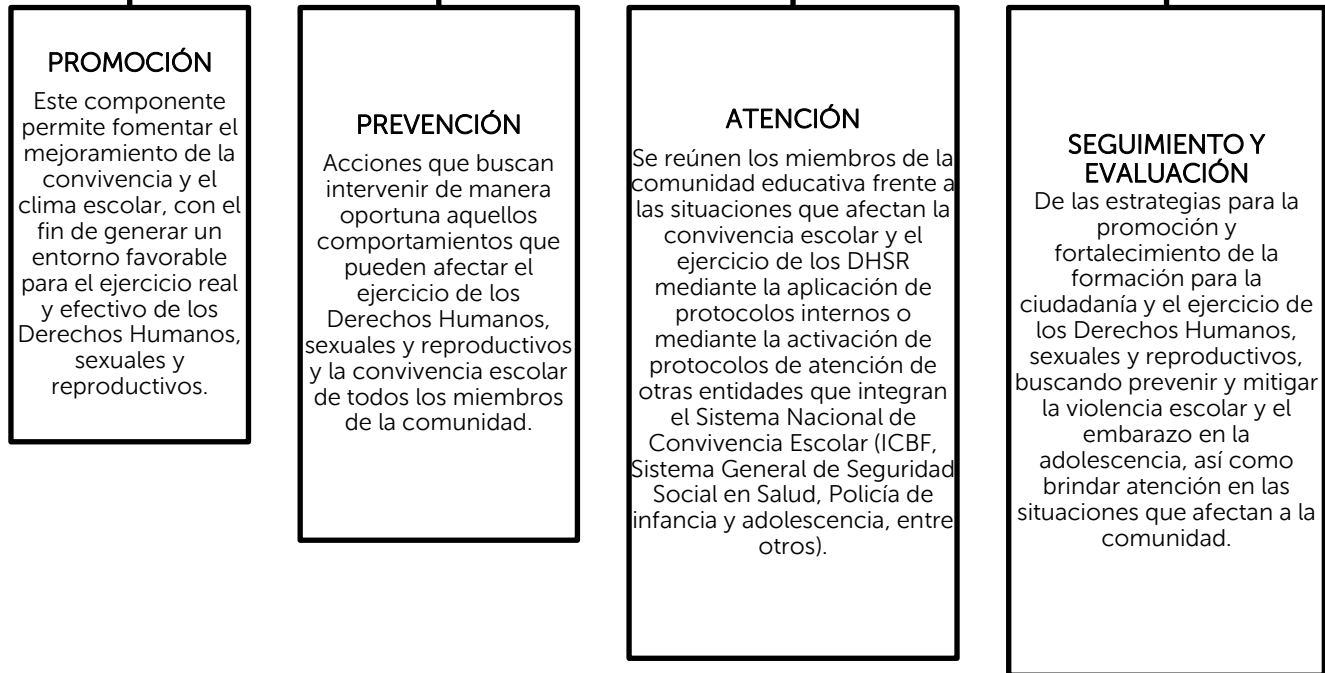 PROMOCIÓN
Este componente
permite fomentar el
mejoramiento de la
convivencia y el
clima escolar, con el
fin de generar un
entorno favorable
para el ejercicio real
y efectivo de los
Derechos Humanos,
sexuales y
reproductivos.
PREVENCIÓN
Acciones que buscan
intervenir de manera
oportuna aquellos
comportamientos que
pueden afectar el
ejercicio de los
Derechos Humanos,
sexuales y reproductivos
y la convivencia escolar
de todos los miembros
de la comunidad.
ATENCIÓN
Se reúnen los miembros de la
comunidad educativa frente a
las situaciones que afectan la
convivencia escolar y el
ejercicio de los DHSR
mediante la aplicación de
protocolos internos o
mediante la activación de
protocolos de atención de
otras entidades que integran
el Sistema Nacional de
Convivencia Escolar (ICBF,
Sistema General de Seguridad
Social en Salud, Policía de
infancia y adolescencia, entre
otros).
SEGUIMIENTO Y
EVALUACIÓN
De las estrategias para la
promoción y
fortalecimiento de la
formación para la
ciudadanía y el ejercicio de
los Derechos Humanos,
sexuales y reproductivos,
buscando prevenir y mitigar
la violencia escolar y el
embarazo en la
adolescencia, así como
brindar atención en las
situaciones que afectan a la
comunidad.